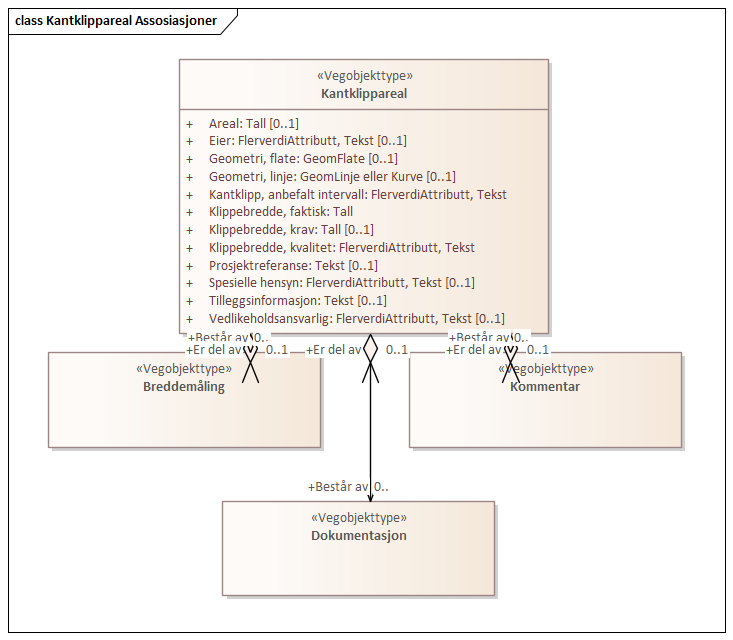 class Kantklippareal Assosiasjoner
«Vegobjekttype»
Kantklippareal
+ Areal: Tall [0..1]
+ Eier: FlerverdiAttributt, Tekst [0..1]
+ Geometri, flate: GeomFlate [0..1]
+ Geometri, linje: GeomLinje eller Kurve [0..1]
+ Kantklipp, anbefalt intervall: FlerverdiAttributt, Tekst
+ Klippebredde, faktisk: Tall
+ Klippebredde, krav: Tall [0..1]
+ Klippebredde, kvalitet: FlerverdiAttributt, Tekst
+ Prosjektreferanse: Tekst [0..1]
+ Spesielle hensyn: FlerverdiAttributt, Tekst [0..1]
+ Tilleggsinformasjon: Tekst [0..1]
+ Vedlikeholdsansvarlig: FlerverdiAttributt, Tekst [0..1]
+Består av 0.. +Består av 0..
+Er del av 0..1 +Er del av 0..1 +Er del av 0..1
«Vegobjekttype» «Vegobjekttype»
Breddemåling Kommentar
+Består av 0..
«Vegobjekttype»
Dokumentasjon